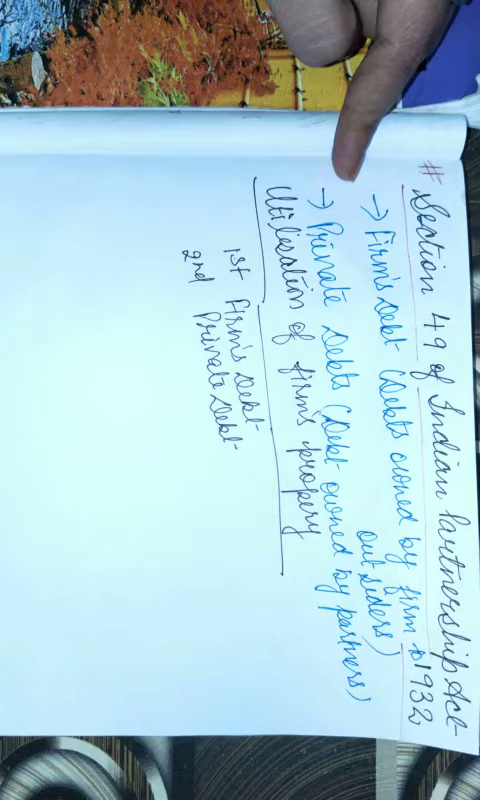 # Section 49 of Indian Partnership Act
1932
→ Firm's Debt (Debts owned by firm to
outsiders)
→ Private Debts (Debt owned by partners)
Utilisation of firm's propery
1st Firm's Debt
2nd Private Debt